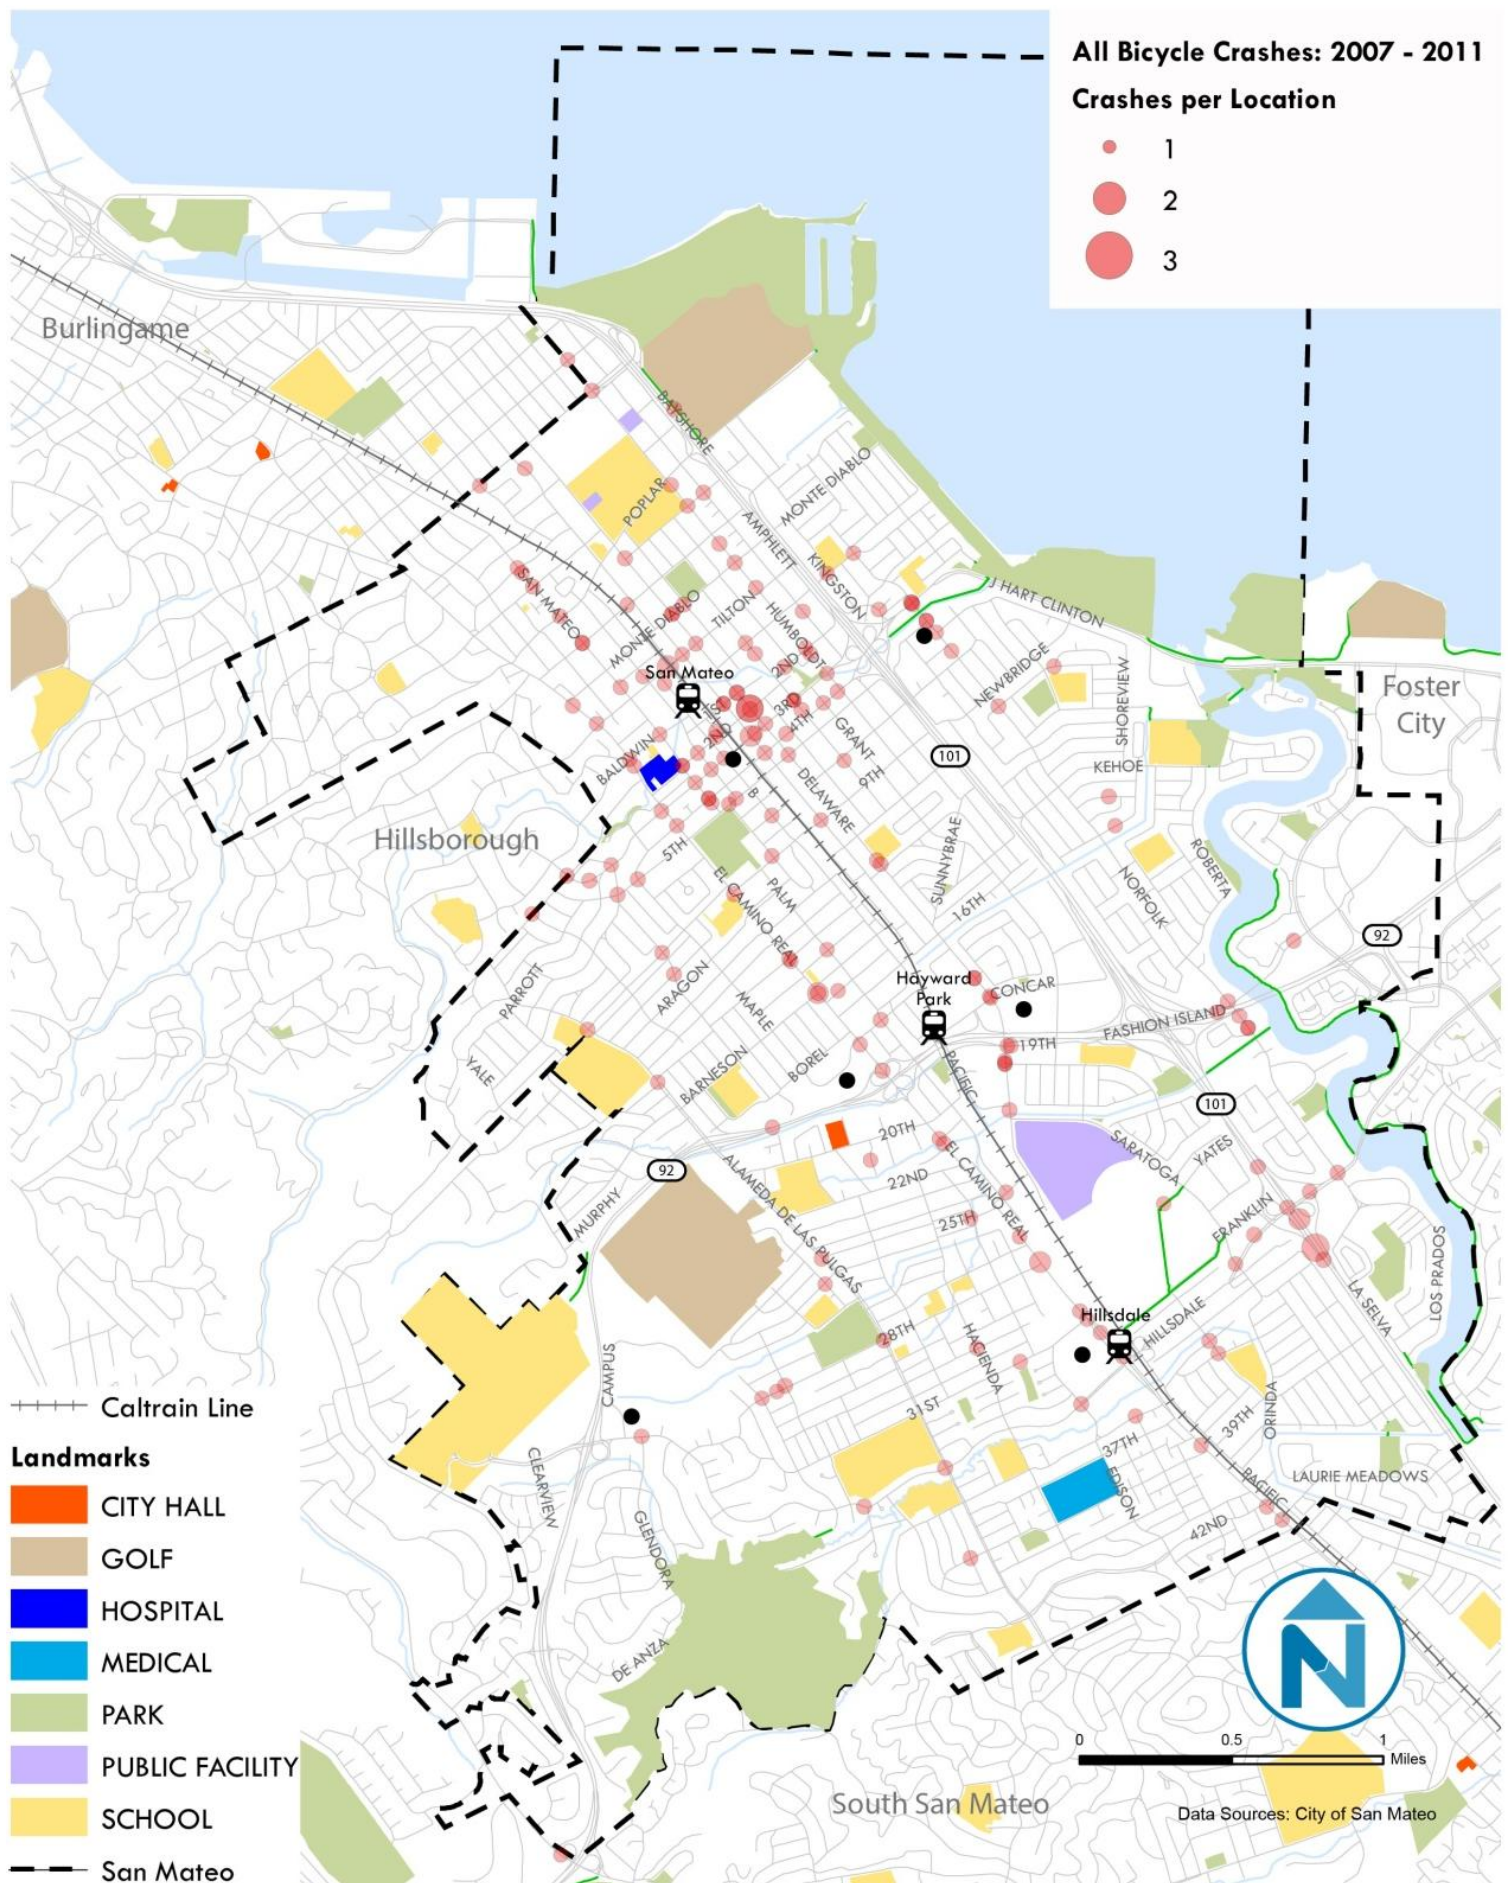 All Bicycle Crashes: 2007 - 2011
Crashes per Location
1
2
3
Burlingame
BAYSHORE
MONTE DIABLO
POPLAR
AMPHLETT
KINGSTON
J HART CLINTON
SAN MATEO
MONTE DIABLO
TILTON
HUMBOLDT
2ND
San Mateo
NEWBRIDGE
SHOREVIEW
Foster
City
3RD
4TH
2ND
GRANT
9TH
101
KEHOE
BALDWIN
B
DELAWARE
Hillsborough
5TH
SUNNYBRAE
ROBERTA
EL CAMINO REAL
PALM
16TH
NORFOLK
92
PARROTT
ARAGON
MAPLE
Hayward
Park
CONCAR
FASHION ISLAND
19TH
YALE
BARNESON
BOREL
PACIFIC
101
20TH
SARATOGA
YATES
92
ALAMEDA DE LAS PULGAS
22ND
EL CAMINO REAL
MURPHY
25TH
FRANKLIN
LA SELVA
LOS PRADOS
Hillsdale
HILLSDALE
28TH
HACIENDA
CAMPUS
31ST
39TH
ORINDA
37TH
EDISON
LAURIE MEADOWS
PACIFIC
CLEARVIEW
GLENDORA
42ND
DE ANZA
Caltrain Line
Landmarks
CITY HALL
GOLF
HOSPITAL
MEDICAL
PARK
PUBLIC FACILITY
SCHOOL
San Mateo
N
0 0.5 1
Miles
South San Mateo
Data Sources: City of San Mateo